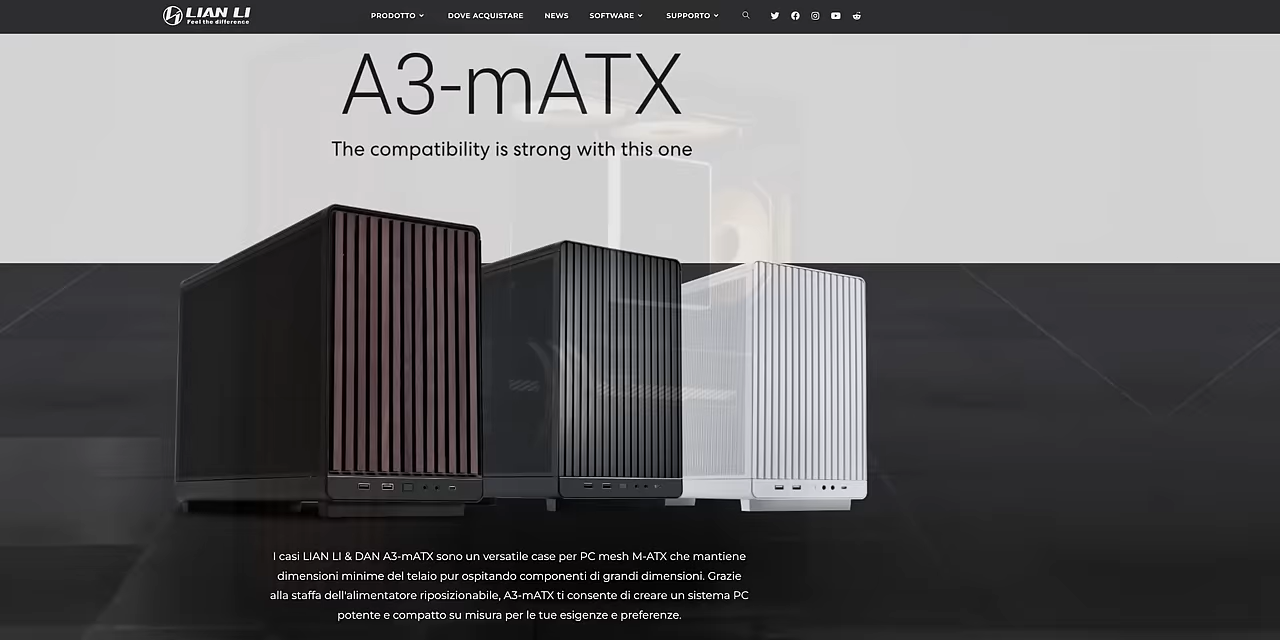 LIAN LI
Feel the difference
PRODOTTO DOVE ACQUISTARE NEWS SOFTWARE SUPPORTO
A3-mATX
The compatibility is strong with this one
I casi LIAN LI & DAN A3-mATX sono un versatile case per PC mesh M-ATX che mantiene
dimensioni minime del telaio pur ospitando componenti di grandi dimensioni. Grazie
alla staffa dell'alimentatore riposizionabile, A3-mATX ti consente di creare un sistema PC
potente e compatto su misura per le tue esigenze e preferenze.